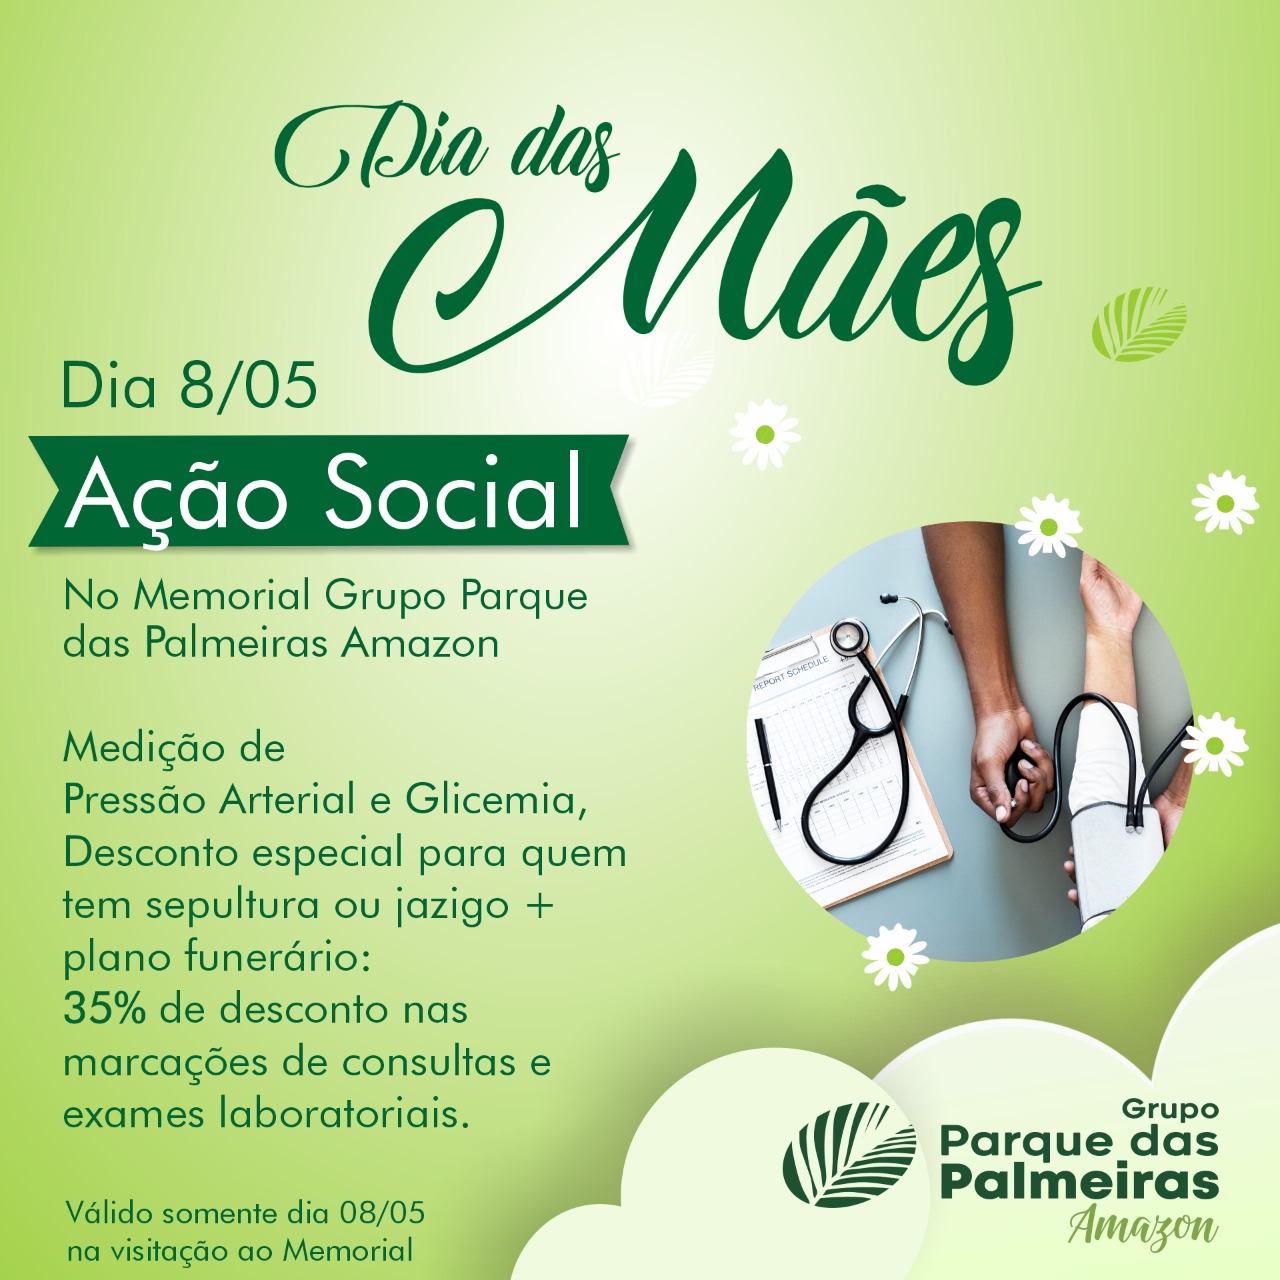 Dia das
Mães
Dia 8/05
Ação Social
No Memorial Grupo Parque
das Palmeiras Amazon
Medição de
Pressão Arterial e Glicemia,
Desconto especial para quem
tem sepultura ou jazigo +
plano funerário:
35% de desconto nas
marcações de consultas e
exames laboratoriais.
Válido somente dia 08/05
na visitação ao Memorial
REPORT SCHEDULE
Grupo
Parque das
Palmeiras
Amazon